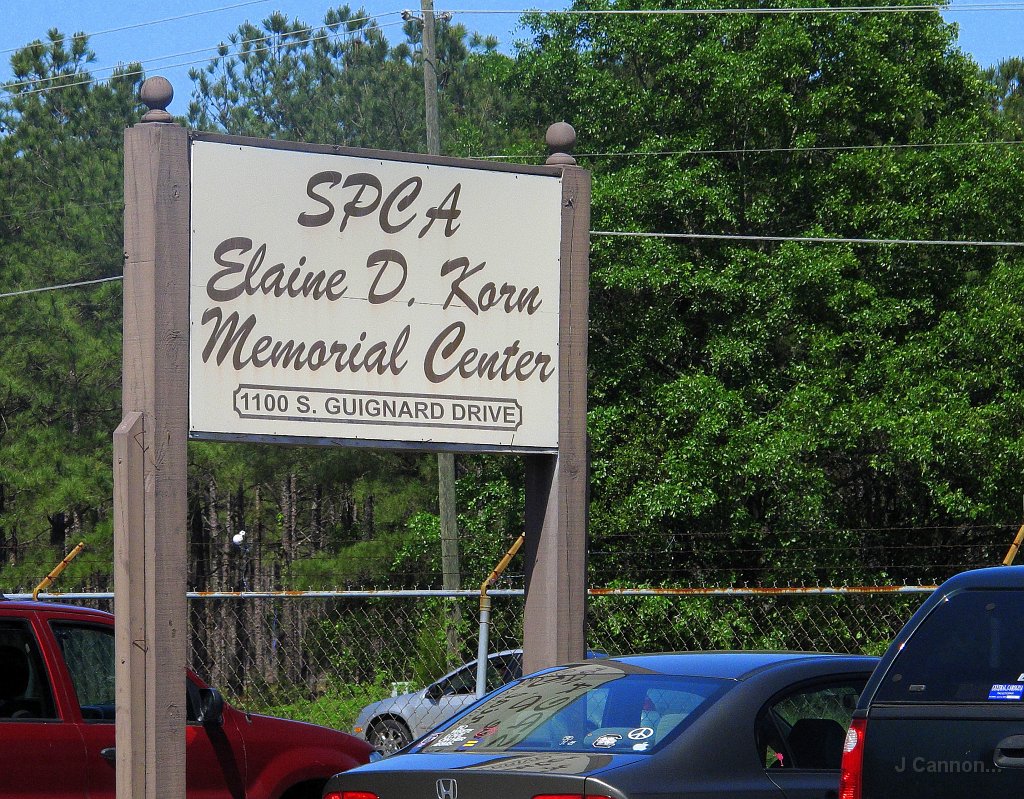 SPCA
Elaine D. Korn
Memorial Center
1100 S. GUIGNARD DRIVE
J Cannon...